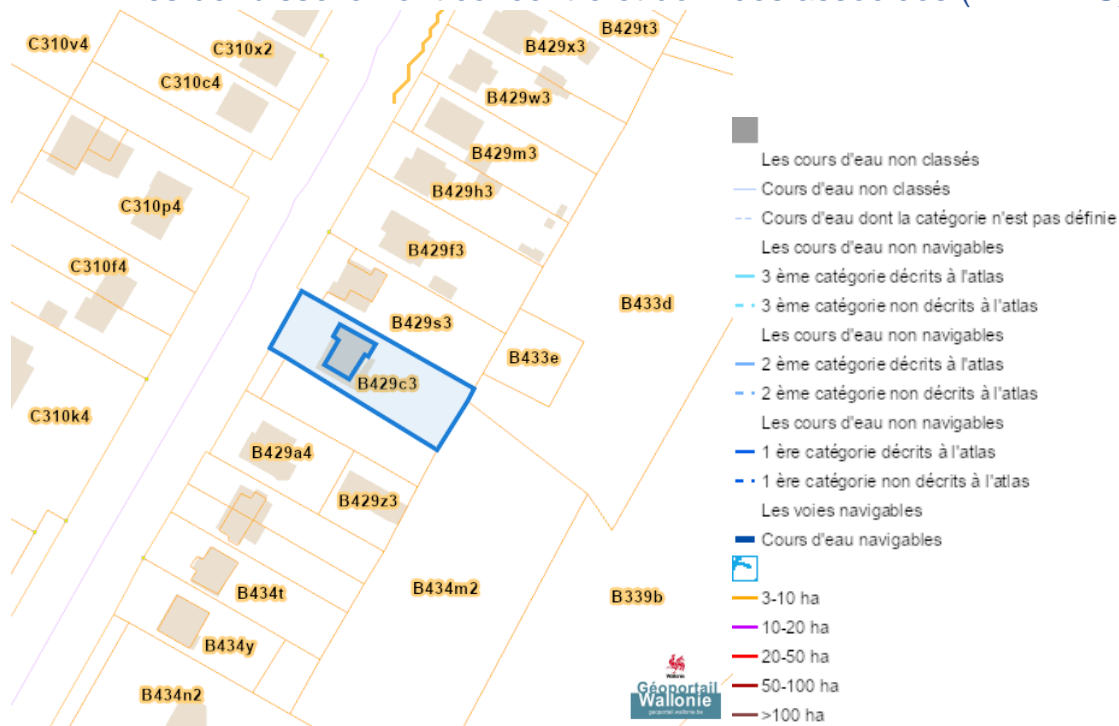 C310v4
C310x2
B429x3
B429t3
C310c4
B429w3
B429m3
B429h3
C310p4
B429f3
C310f4
B433d
B429s3
B433e
B429c3
C310k4
B429a4
B429z3
B434t
B434m2
B339b
B434y
B434n2
Wallonie
Géoportail
Wallonie
geoportail.wallonie.be
Les cours d'eau non classés
Cours d'eau non classés
Cours d'eau dont la catégorie n'est pas définie
Les cours d'eau non navigables
3 ème catégorie décrits à l'atlas
3 ème catégorie non décrits à l'atlas
Les cours d'eau non navigables
2 ème catégorie décrits à l'atlas
2 ème catégorie non décrits à l'atlas
Les cours d'eau non navigables
1 ère catégorie décrits à l'atlas
1 ère catégorie non décrits à l'atlas
Les voies navigables
Cours d'eau navigables
3-10 ha
10-20 ha
20-50 ha
50-100 ha
>100 ha